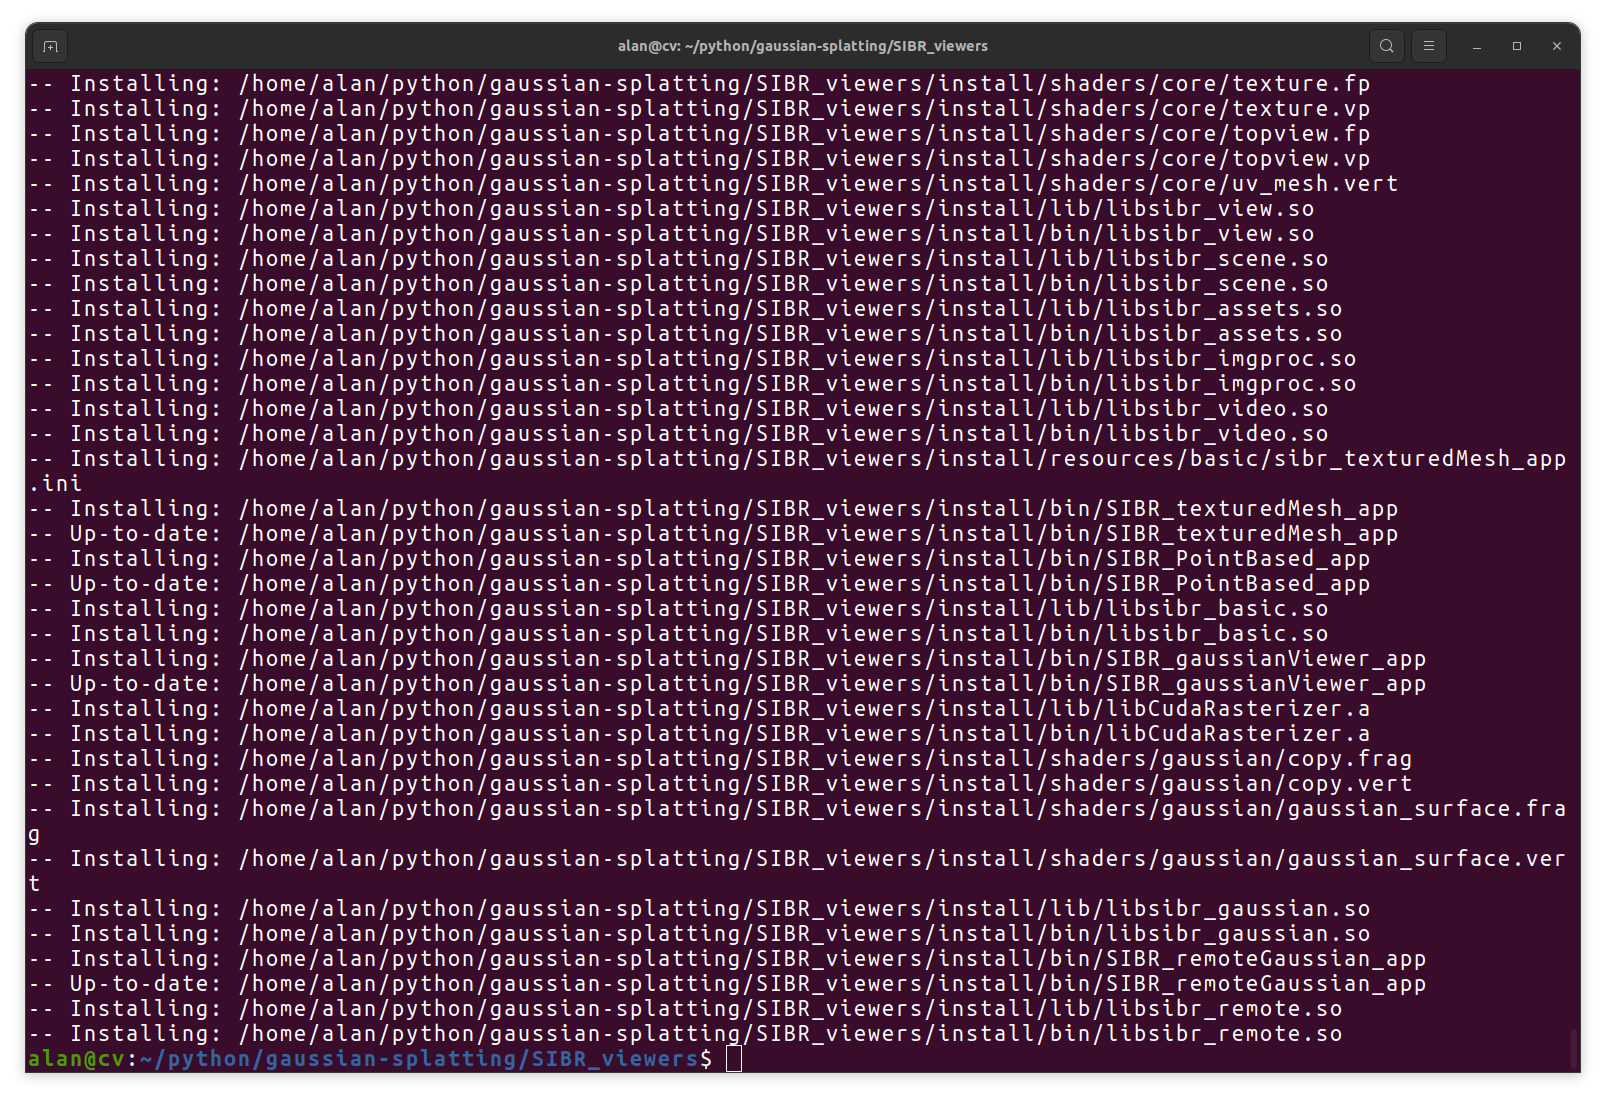 alan@cv: ~/python/gaussian-splatting/SIBR_viewers
-- Installing: /home/alan/python/gaussian-splatting/SIBR_viewers/install/shaders/core/texture.fp
-- Installing: /home/alan/python/gaussian-splatting/SIBR_viewers/install/shaders/core/texture.vp
-- Installing: /home/alan/python/gaussian-splatting/SIBR_viewers/install/shaders/core/topview.fp
-- Installing: /home/alan/python/gaussian-splatting/SIBR_viewers/install/shaders/core/topview.vp
-- Installing: /home/alan/python/gaussian-splatting/SIBR_viewers/install/shaders/core/uv_mesh.vert
-- Installing: /home/alan/python/gaussian-splatting/SIBR_viewers/install/lib/libsibr_view.so
-- Installing: /home/alan/python/gaussian-splatting/SIBR_viewers/install/bin/libsibr_view.so
-- Installing: /home/alan/python/gaussian-splatting/SIBR_viewers/install/lib/libsibr_scene.so
-- Installing: /home/alan/python/gaussian-splatting/SIBR_viewers/install/bin/libsibr_scene.so
-- Installing: /home/alan/python/gaussian-splatting/SIBR_viewers/install/lib/libsibr_assets.so
-- Installing: /home/alan/python/gaussian-splatting/SIBR_viewers/install/bin/libsibr_assets.so
-- Installing: /home/alan/python/gaussian-splatting/SIBR_viewers/install/lib/libsibr_imgproc.so
-- Installing: /home/alan/python/gaussian-splatting/SIBR_viewers/install/bin/libsibr_imgproc.so
-- Installing: /home/alan/python/gaussian-splatting/SIBR_viewers/install/lib/libsibr_video.so
-- Installing: /home/alan/python/gaussian-splatting/SIBR_viewers/install/bin/libsibr_video.so
-- Installing: /home/alan/python/gaussian-splatting/SIBR_viewers/install/resources/basic/sibr_texturedMesh_app
.ini
-- Installing: /home/alan/python/gaussian-splatting/SIBR_viewers/install/bin/SIBR_texturedMesh_app
-- Up-to-date: /home/alan/python/gaussian-splatting/SIBR_viewers/install/bin/SIBR_texturedMesh_app
-- Installing: /home/alan/python/gaussian-splatting/SIBR_viewers/install/bin/SIBR_PointBased_app
-- Up-to-date: /home/alan/python/gaussian-splatting/SIBR_viewers/install/bin/SIBR_PointBased_app
-- Installing: /home/alan/python/gaussian-splatting/SIBR_viewers/install/lib/libsibr_basic.so
-- Installing: /home/alan/python/gaussian-splatting/SIBR_viewers/install/bin/libsibr_basic.so
-- Installing: /home/alan/python/gaussian-splatting/SIBR_viewers/install/bin/SIBR_gaussianViewer_app
-- Up-to-date: /home/alan/python/gaussian-splatting/SIBR_viewers/install/bin/SIBR_gaussianViewer_app
-- Installing: /home/alan/python/gaussian-splatting/SIBR_viewers/install/lib/libCudaRasterizer.a
-- Installing: /home/alan/python/gaussian-splatting/SIBR_viewers/install/bin/libCudaRasterizer.a
-- Installing: /home/alan/python/gaussian-splatting/SIBR_viewers/install/shaders/gaussian/copy.frag
-- Installing: /home/alan/python/gaussian-splatting/SIBR_viewers/install/shaders/gaussian/copy.vert
-- Installing: /home/alan/python/gaussian-splatting/SIBR_viewers/install/shaders/gaussian/gaussian_surface.fra
g
-- Installing: /home/alan/python/gaussian-splatting/SIBR_viewers/install/shaders/gaussian/gaussian_surface.ver
t
-- Installing: /home/alan/python/gaussian-splatting/SIBR_viewers/install/lib/libsibr_gaussian.so
-- Installing: /home/alan/python/gaussian-splatting/SIBR_viewers/install/bin/libsibr_gaussian.so
-- Installing: /home/alan/python/gaussian-splatting/SIBR_viewers/install/bin/SIBR_remoteGaussian_app
-- Up-to-date: /home/alan/python/gaussian-splatting/SIBR_viewers/install/bin/SIBR_remoteGaussian_app
-- Installing: /home/alan/python/gaussian-splatting/SIBR_viewers/install/lib/libsibr_remote.so
-- Installing: /home/alan/python/gaussian-splatting/SIBR_viewers/install/bin/libsibr_remote.so
alan@cv:~/python/gaussian-splatting/SIBR_viewers$